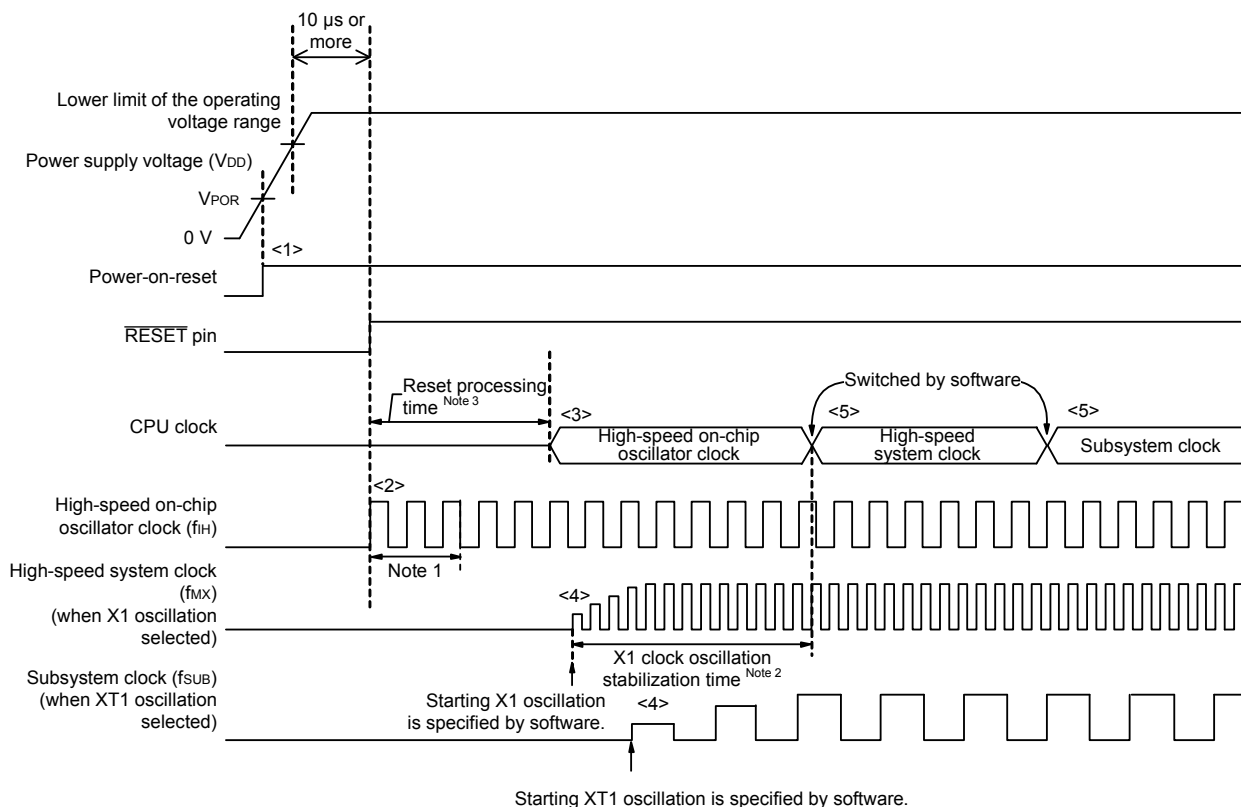 10 µs or
more
Lower limit of the operating
voltage range
Power supply voltage (VDD)
VPOR
0 V
<1>
Power-on-reset
RESET pin
Reset processing
time Note 3
Switched by software
<3>
<5>
<5>
CPU clock
High-speed on-chip
oscillator clock
High-speed
system clock
Subsystem clock
<2>
High-speed on-chip
oscillator clock (fIH)
Note 1
High-speed system clock
(fMX)
(when X1 oscillation
selected)
<4>
X1 clock oscillation
stabilization time Note 2
Subsystem clock (fSUB)
(when XT1 oscillation
selected)
Starting X1 oscillation
is specified by software.
<4>
Starting XT1 oscillation is specified by software.